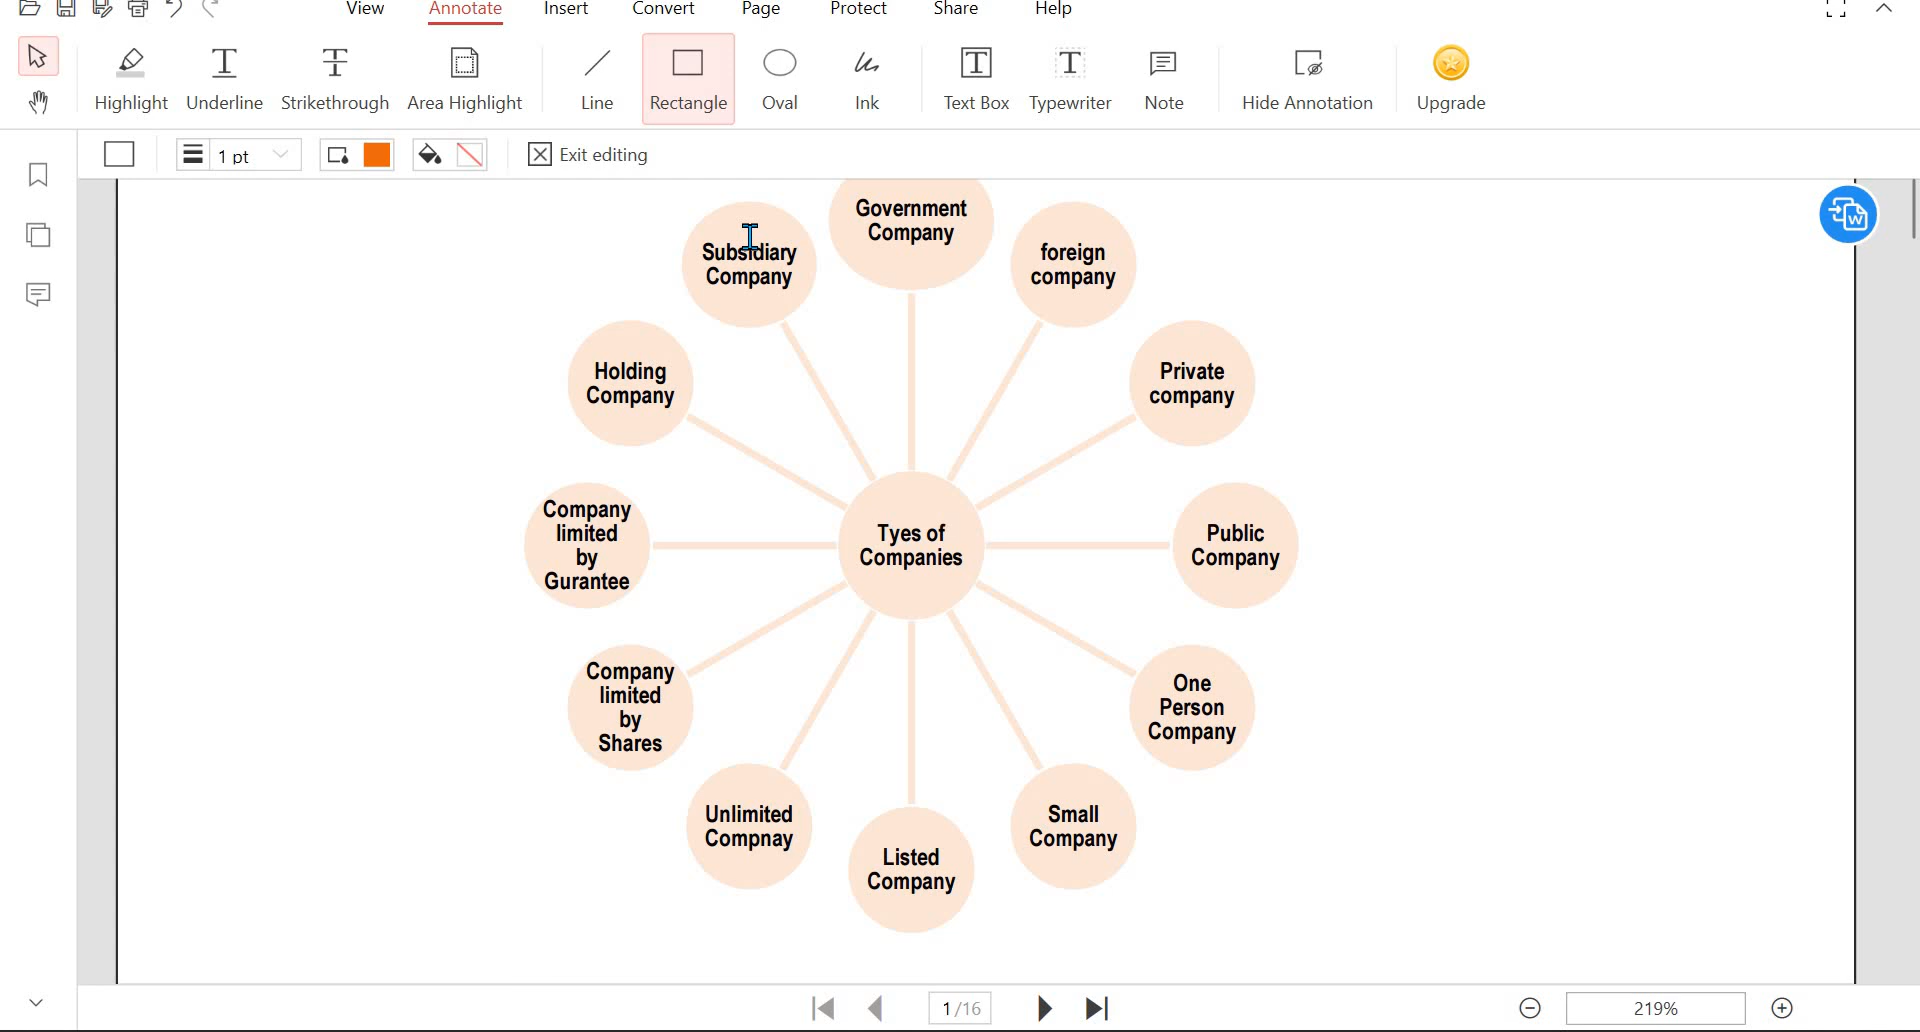 View Annotate Insert Convert Page Protect Share Help
Highlight Underline Strikethrough Area Highlight Line Rectangle Oval Ink Text Box Typewriter Note Hide Annotation Upgrade
1 pt Exit editing
Government
Company
Subsidiary
Company
foreign
company
Holding
Company
Private
company
Company
limited
by
Gurantee
Tyes of
Companies
Public
Company
Company
limited
by
Shares
One
Person
Company
Unlimited
Compnay
Small
Company
Listed
Company
1 /16
219%